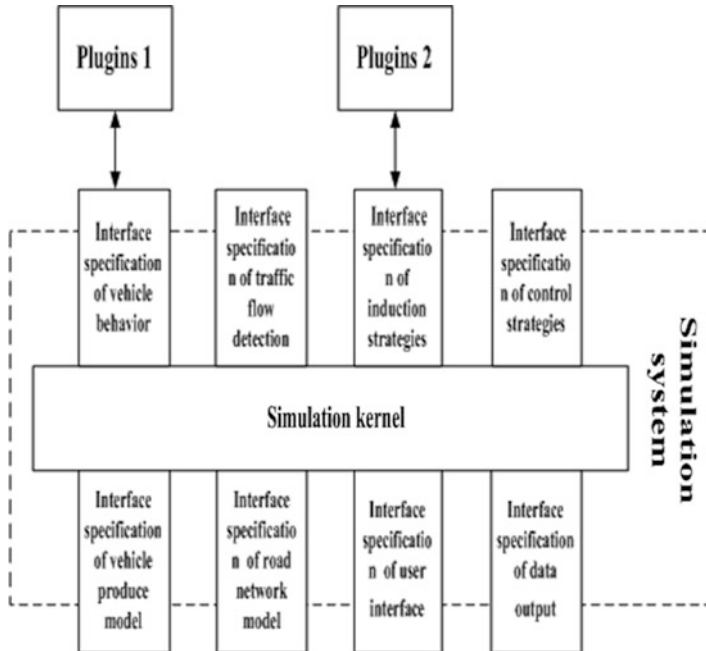 Plugins 1
Plugins 2
Interface
specification
of vehicle
behavior
Interface
specificatio
n of traffic
flow
detection
Interface
specificatio
n of
induction
strategies
Interface
specificatio
n of control
strategies
Simulation
system
Simulation kernel
Interface
specification
of vehicle
produce
model
Interface
specificatio
n of road
network
model
Interface
specificatio
n of user
interface
Interface
specification
of data
output